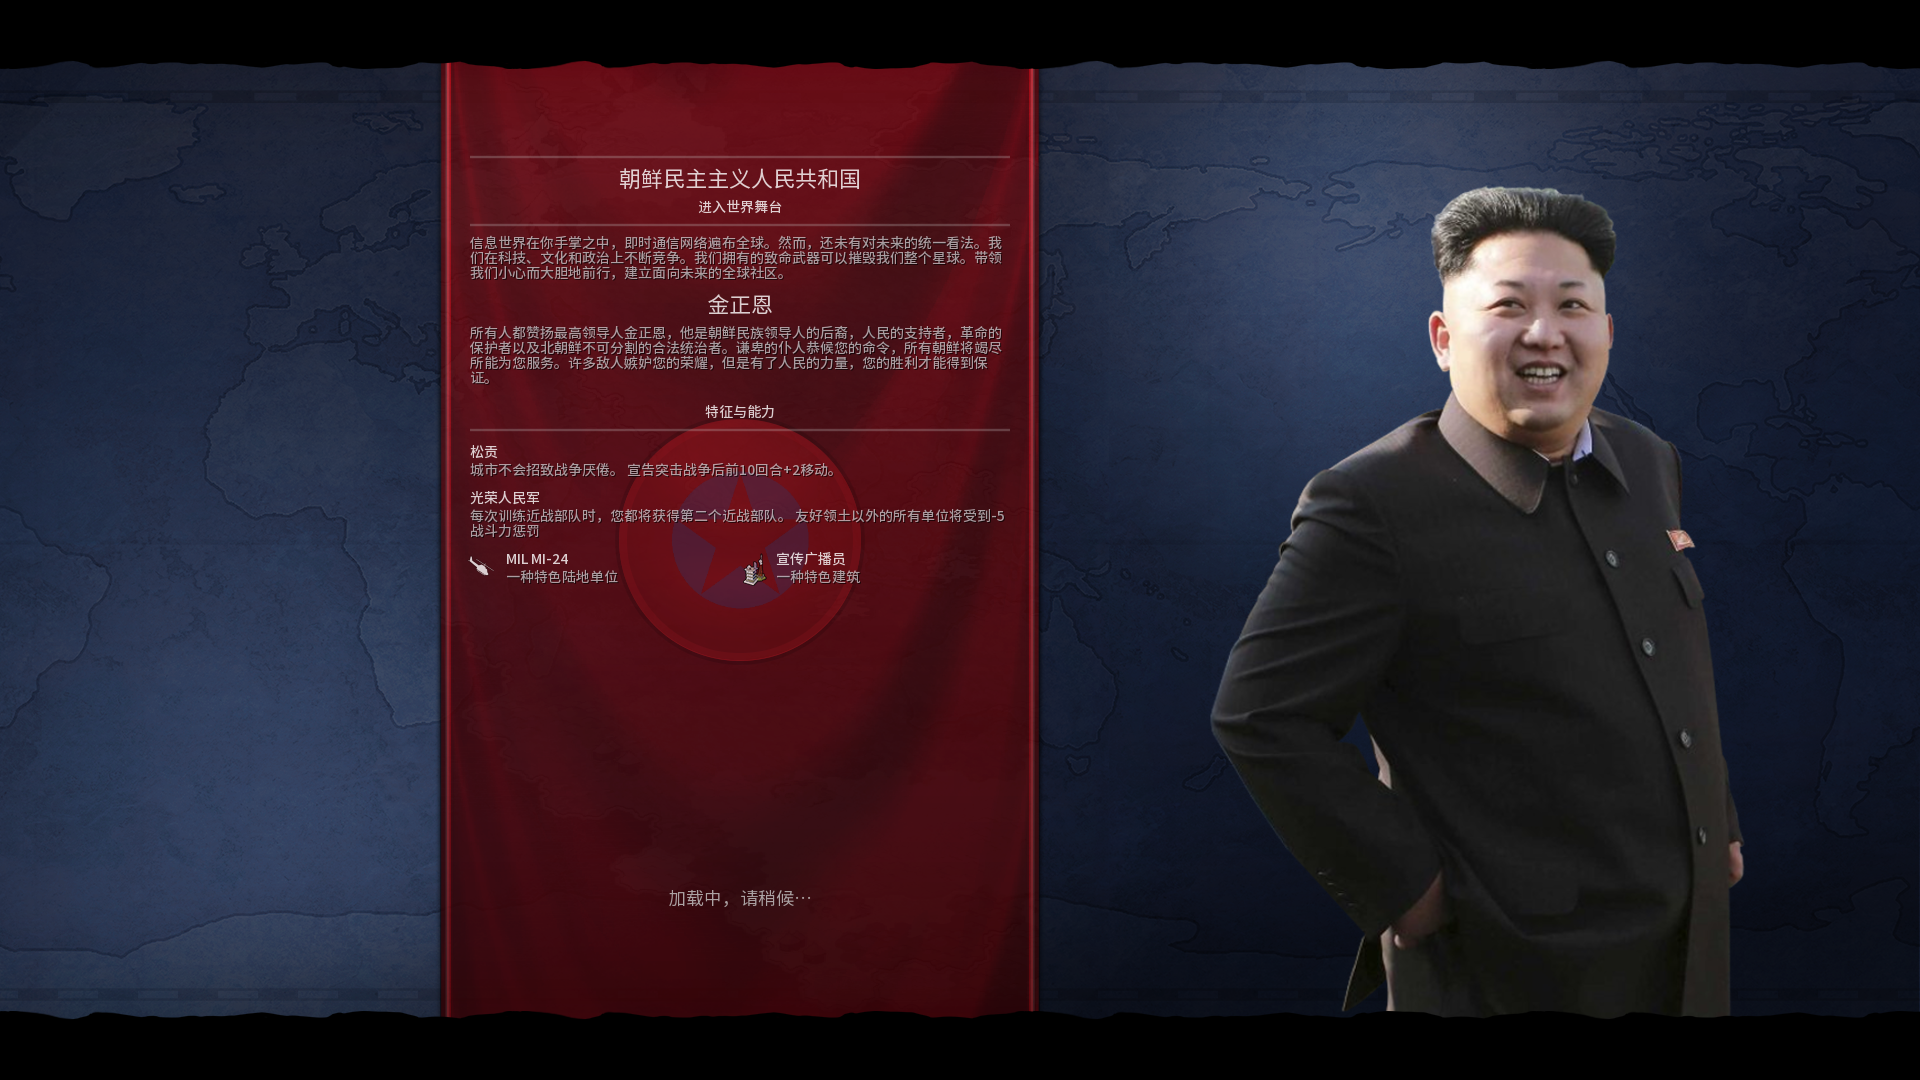 朝鲜民主主义人民共和国
进入世界舞台
信息世界在你手掌之中，即时通信网络遍布全球。然而，还未有对未来的统一看法。我
们在科技、文化和政治上不断竞争。我们拥有的致命武器可以摧毁我们整个星球。带领
我们小心而大胆地前行，建立面向未来的全球社区。
金正恩
所有人都赞扬最高领导人金正恩，他是朝鲜民族领导人的后裔，人民的支持者，革命的
保护者以及北朝鲜不可分割的合法统治者。谦卑的仆人恭候您的命令，所有朝鲜将竭尽
所能为您服务。许多敌人嫉妒您的荣耀，但是有了人民的力量，您的胜利才能得到保
证。
特征与能力
松贡
城市不会招致战争厌倦。 宣告突击战争后前10回合+2移动。
光荣人民军
每次训练近战部队时，您都将获得第二个近战部队。 友好领土以外的所有单位将受到-5
战斗力惩罚
MIL MI-24
一种特色陆地单位
宣传广播员
一种特色建筑
加载中，请稍候…